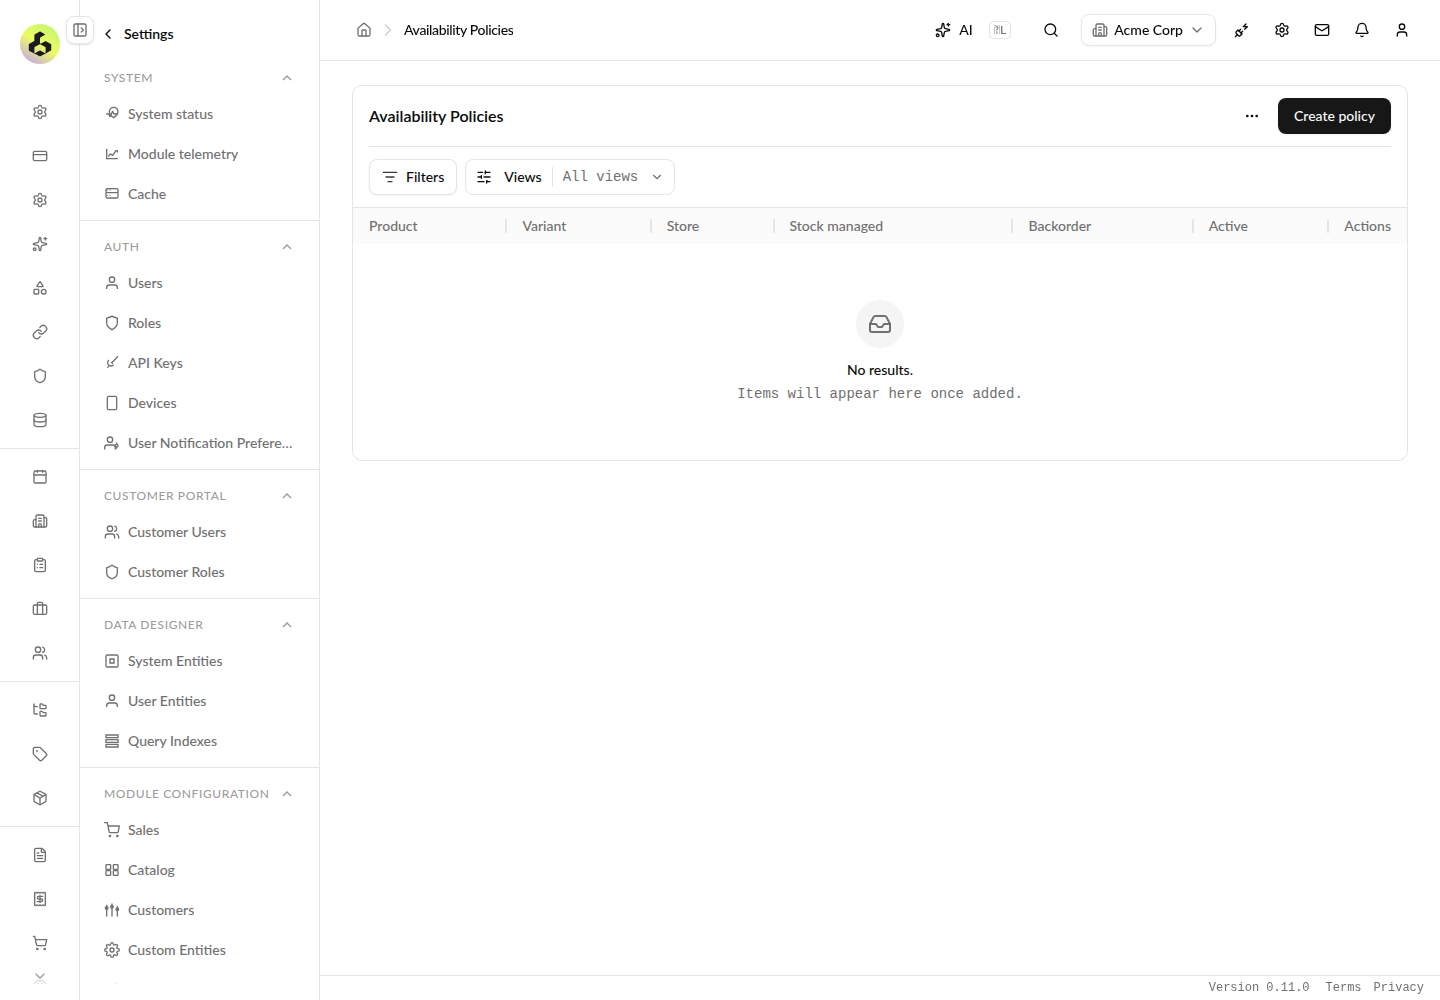 Settings
SYSTEM
System status
Module telemetry
Cache
AUTH
Users
Roles
API Keys
Devices
User Notification Prefere...
CUSTOMER PORTAL
Customer Users
Customer Roles
DATA DESIGNER
System Entities
User Entities
Query Indexes
MODULE CONFIGURATION
Sales
Catalog
Customers
Custom Entities
Availability Policies
AI
L
Acme Corp
Availability Policies
Create policy
Filters
Views
All views
Product
Variant
Store
Stock managed
Backorder
Active
Actions
No results.
Items will appear here once added.
Version 0.11.0
Terms
Privacy